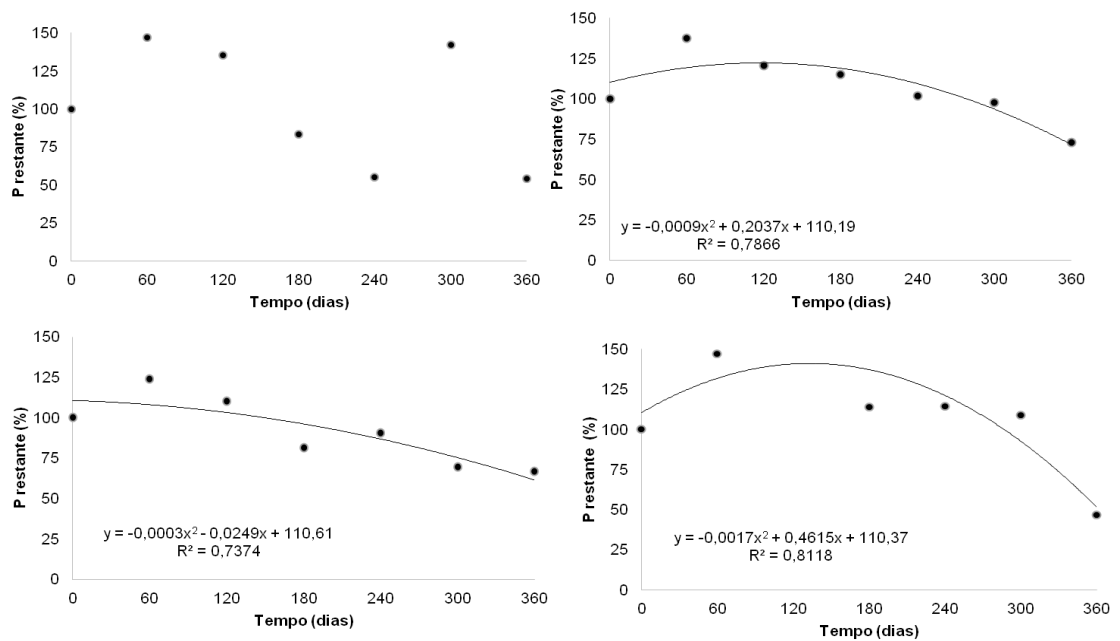 150
125
100
75
50
25
0
P restante (%)
0 60 120 180 240 300 360
Tempo (dias)
150
125
100
75
50
25
0
P restante (%)
y = -0,0009x² + 0,2037x + 110,19
R² = 0,7866
0 60 120 180 240 300 360
Tempo (dias)
150
125
100
75
50
25
0
P restante (%)
y = -0,0003x² - 0,0249x + 110,61
R² = 0,7374
0 60 120 180 240 300 360
Tempo (dias)
150
125
100
75
50
25
0
P restante (%)
y = -0,0017x² + 0,4615x + 110,37
R² = 0,8118
0 60 120 180 240 300 360
Tempo (dias)